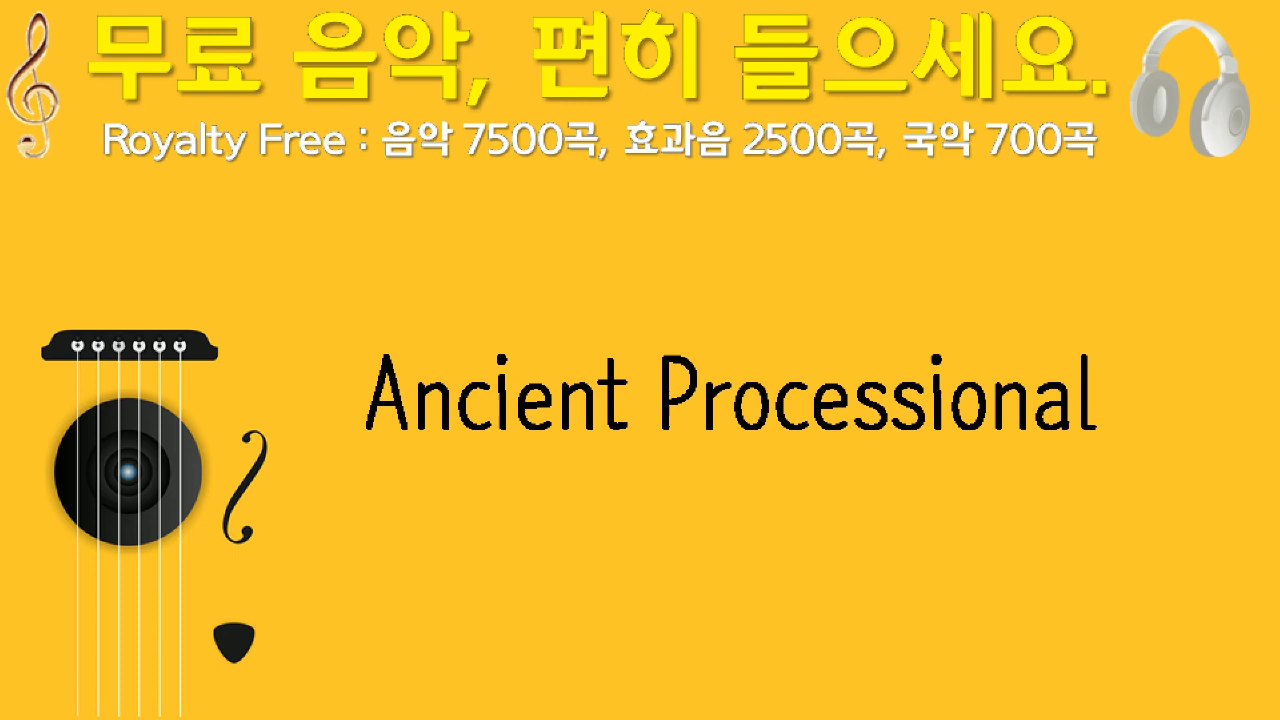 무료 음악, 편히 들으세요.
Royalty Free : 음악 7500곡, 효과음 2500곡, 국악 700곡
Ancient Processional